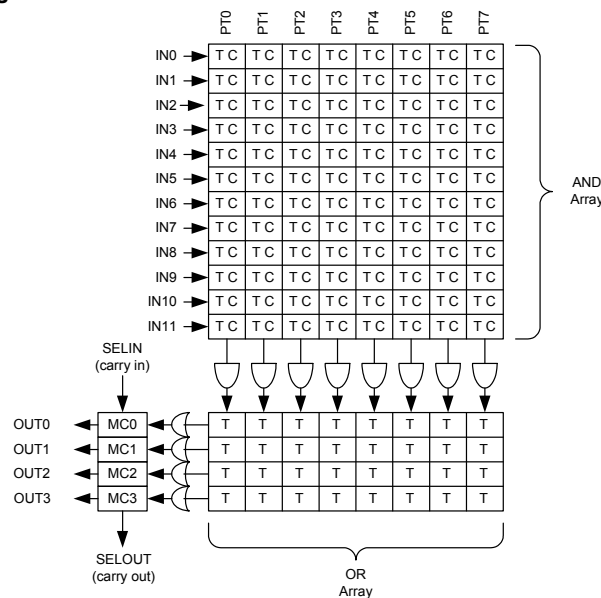 PT0 PT1 PT2 PT3 PT4 PT5 PT6 PT7
IN0 T C T C T C T C T C T C T C T C
IN1 T C T C T C T C T C T C T C T C
IN2 T C T C T C T C T C T C T C T C
IN3 T C T C T C T C T C T C T C T C
IN4 T C T C T C T C T C T C T C T C
IN5 T C T C T C T C T C T C T C T C
IN6 T C T C T C T C T C T C T C T C
IN7 T C T C T C T C T C T C T C T C
IN8 T C T C T C T C T C T C T C T C
IN9 T C T C T C T C T C T C T C T C
IN10 T C T C T C T C T C T C T C T C
IN11 T C T C T C T C T C T C T C T C
AND
Array
SELIN
(carry in)
OUT0 MC0 T T T T T T T T
OUT1 MC1 T T T T T T T T
OUT2 MC2 T T T T T T T T
OUT3 MC3 T T T T T T T T
SELOUT
(carry out)
OR
Array